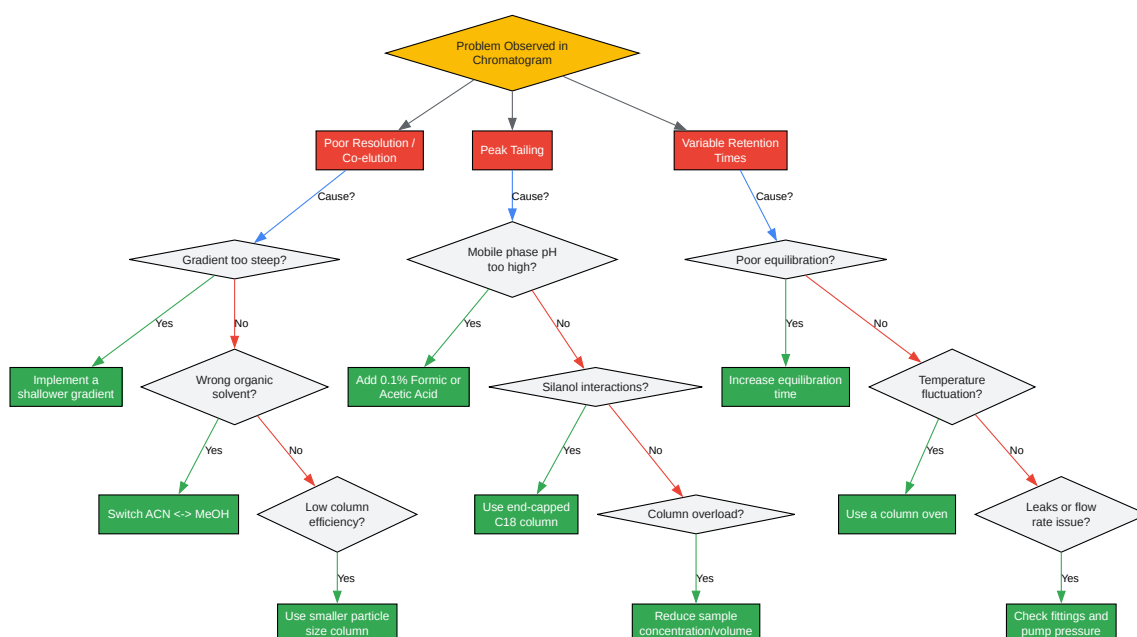 Problem Observed in
Chromatogram
Poor Resolution /
Co-elution
Peak Tailing
Variable Retention
Times
Cause?
Cause?
Cause?
Gradient too steep?
Mobile phase pH
too high?
Poor equilibration?
Yes
No
Yes
No
Yes
No
Implement a
shallower gradient
Wrong organic
solvent?
Add 0.1% Formic or
Acetic Acid
Silanol interactions?
Increase equilibration
time
Temperature
fluctuation?
Yes
No
Yes
No
Yes
No
Switch ACN <-> MeOH
Low column
efficiency?
Use end-capped
C18 column
Column overload?
Use a column oven
Leaks or flow
rate issue?
Yes
Yes
Yes
Use smaller particle
size column
Reduce sample
concentration/volume
Check fittings and
pump pressure